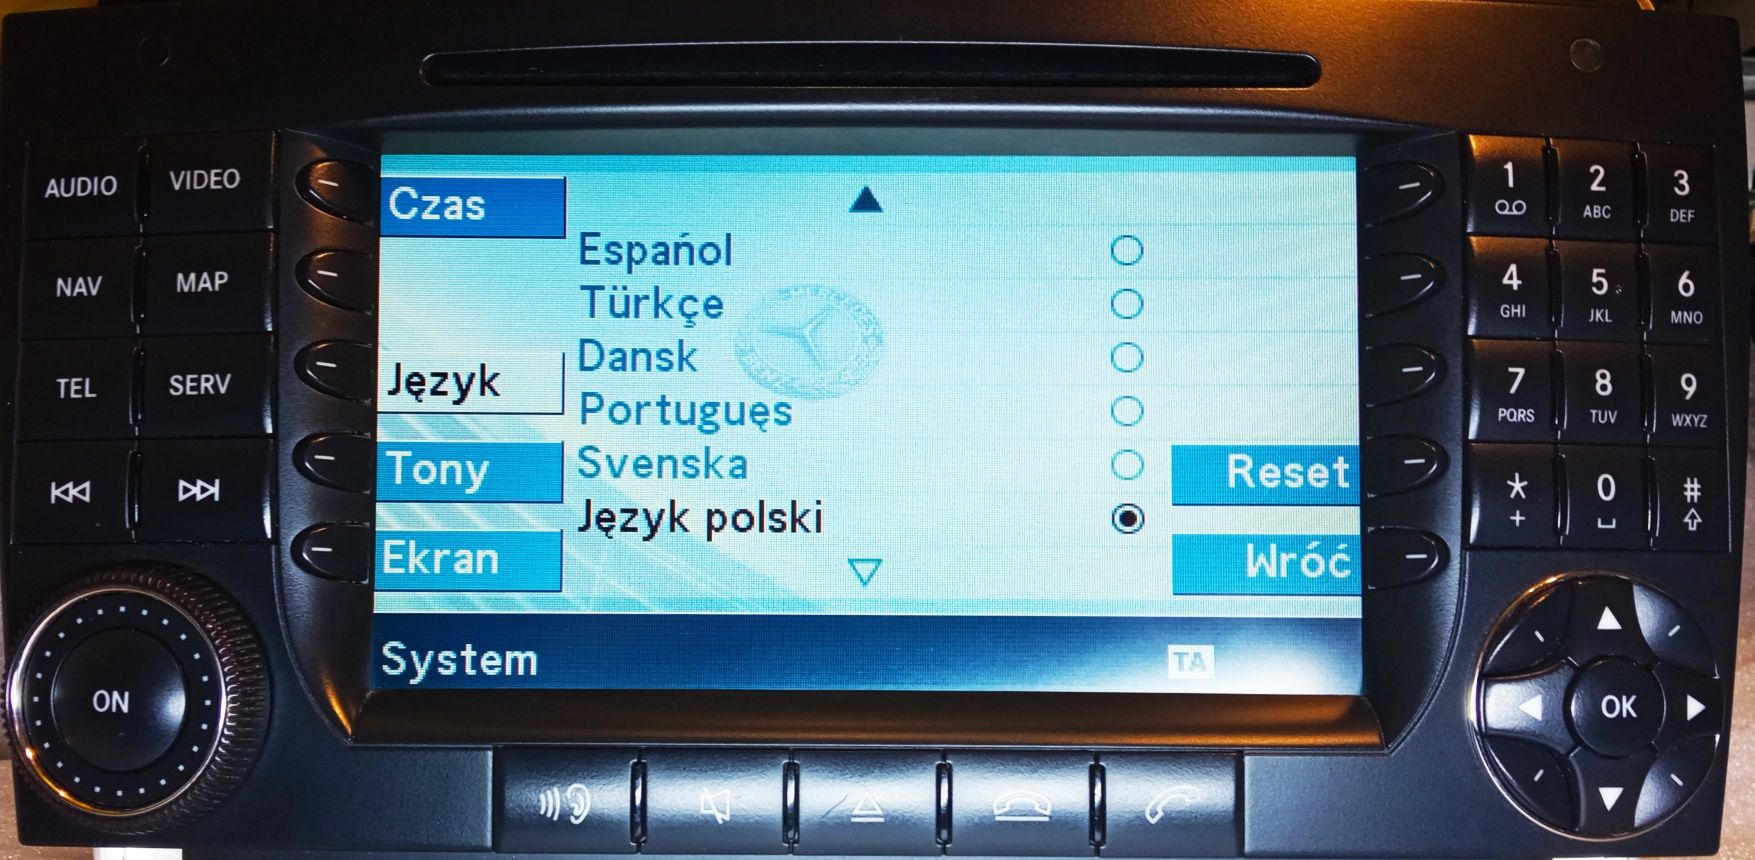 AUDIO
VIDEO
NAV
MAP
TEL
SERV
ON
Czas
Język
Tony
Ekran
Espańol
Türkçe
Dansk
Portuguęs
Svenska
Język polski
Reset
Wróć
System
TA
1
2
ABC
3
DEF
4
GHI
5
JKL
6
MNO
7
PQRS
8
TUV
9
WXYZ
*
+
0
#
OK